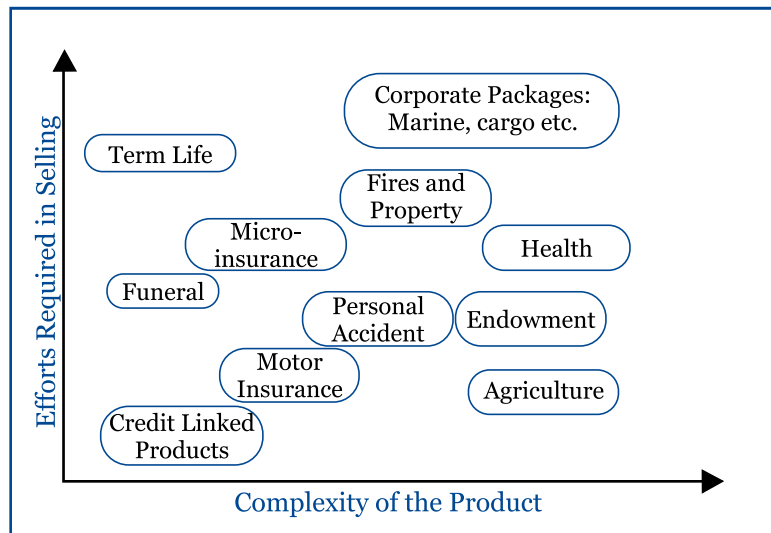 Efforts Required in Selling
Corporate Packages:
Marine, cargo etc.
Term Life
Fires and
Property
Micro-
insurance
Health
Funeral
Personal
Accident
Endowment
Motor
Insurance
Agriculture
Credit Linked
Products
Complexity of the Product